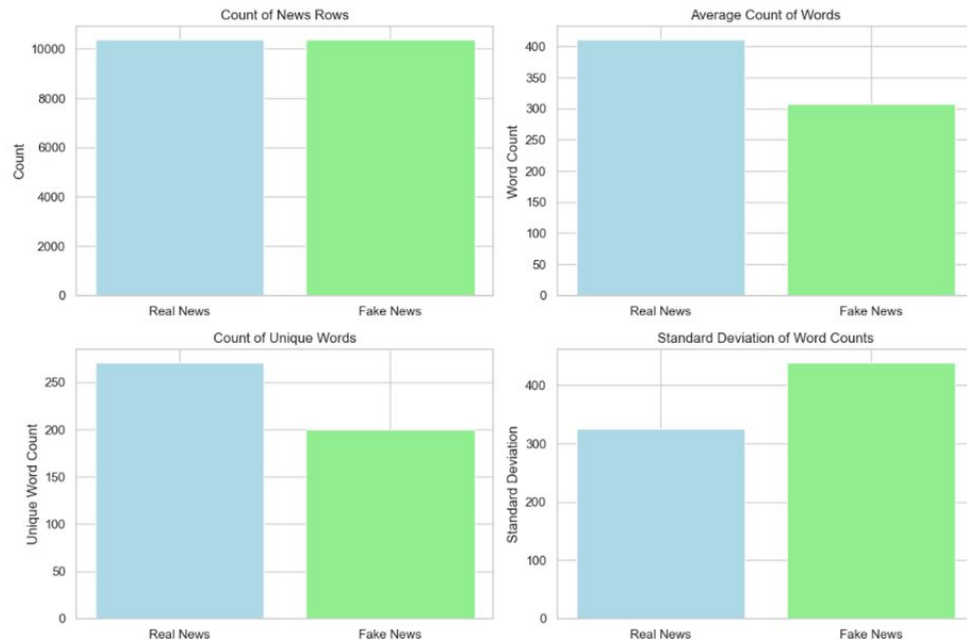 Count of News Rows
Count
10000
8000
6000
4000
2000
0
Real News
Fake News
Average Count of Words
Word Count
400
350
300
250
200
150
100
50
0
Real News
Fake News
Count of Unique Words
Unique Word Count
250
200
150
100
50
0
Real News
Fake News
Standard Deviation of Word Counts
Standard Deviation
400
300
200
100
0
Real News
Fake News